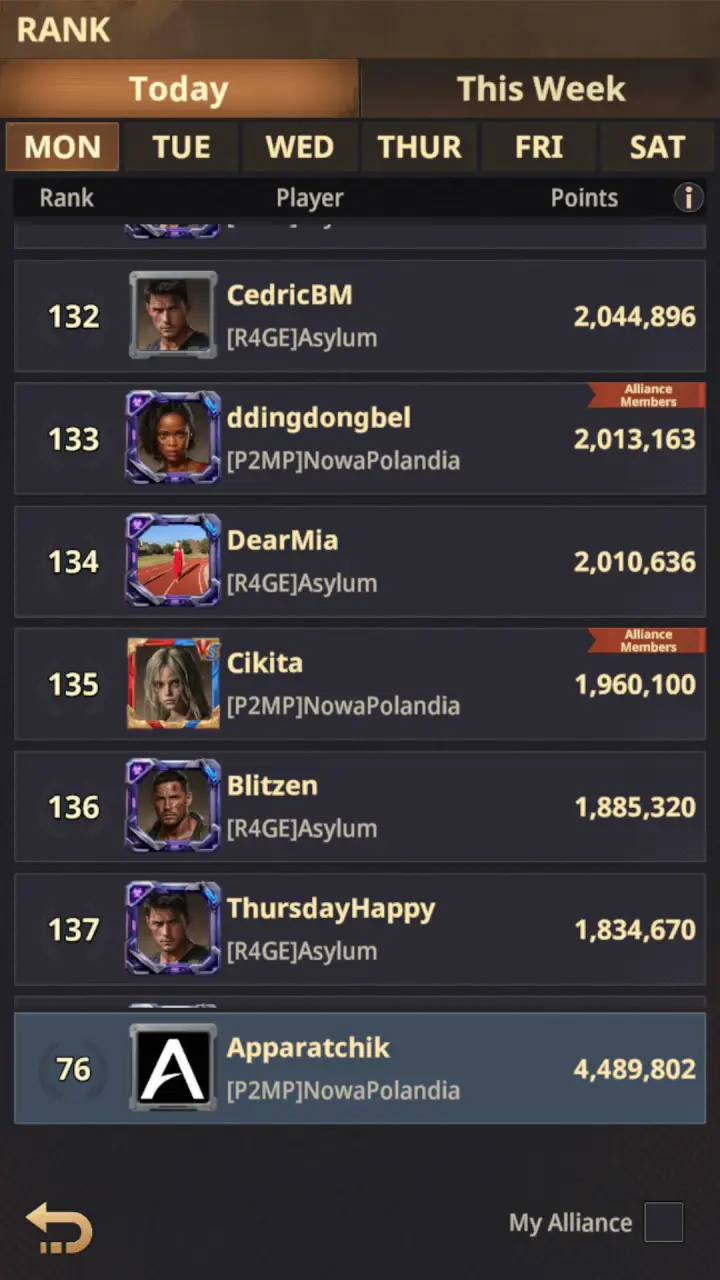 RANK
Today
This Week
MON
TUE
WED
THUR
FRI
SAT
Rank
Player
Points
132
CedricBM
[R4GE]Asylum
2,044,896
133
ddingdongbel
[P2MP]NowaPolandia
Alliance
Members
2,013,163
134
DearMia
[R4GE]Asylum
2,010,636
135
VS
Cikita
[P2MP]NowaPolandia
Alliance
Members
1,960,100
136
Blitzen
[R4GE]Asylum
1,885,320
137
ThursdayHappy
[R4GE]Asylum
1,834,670
76
A
Apparatchik
[P2MP]NowaPolandia
4,489,802
My Alliance